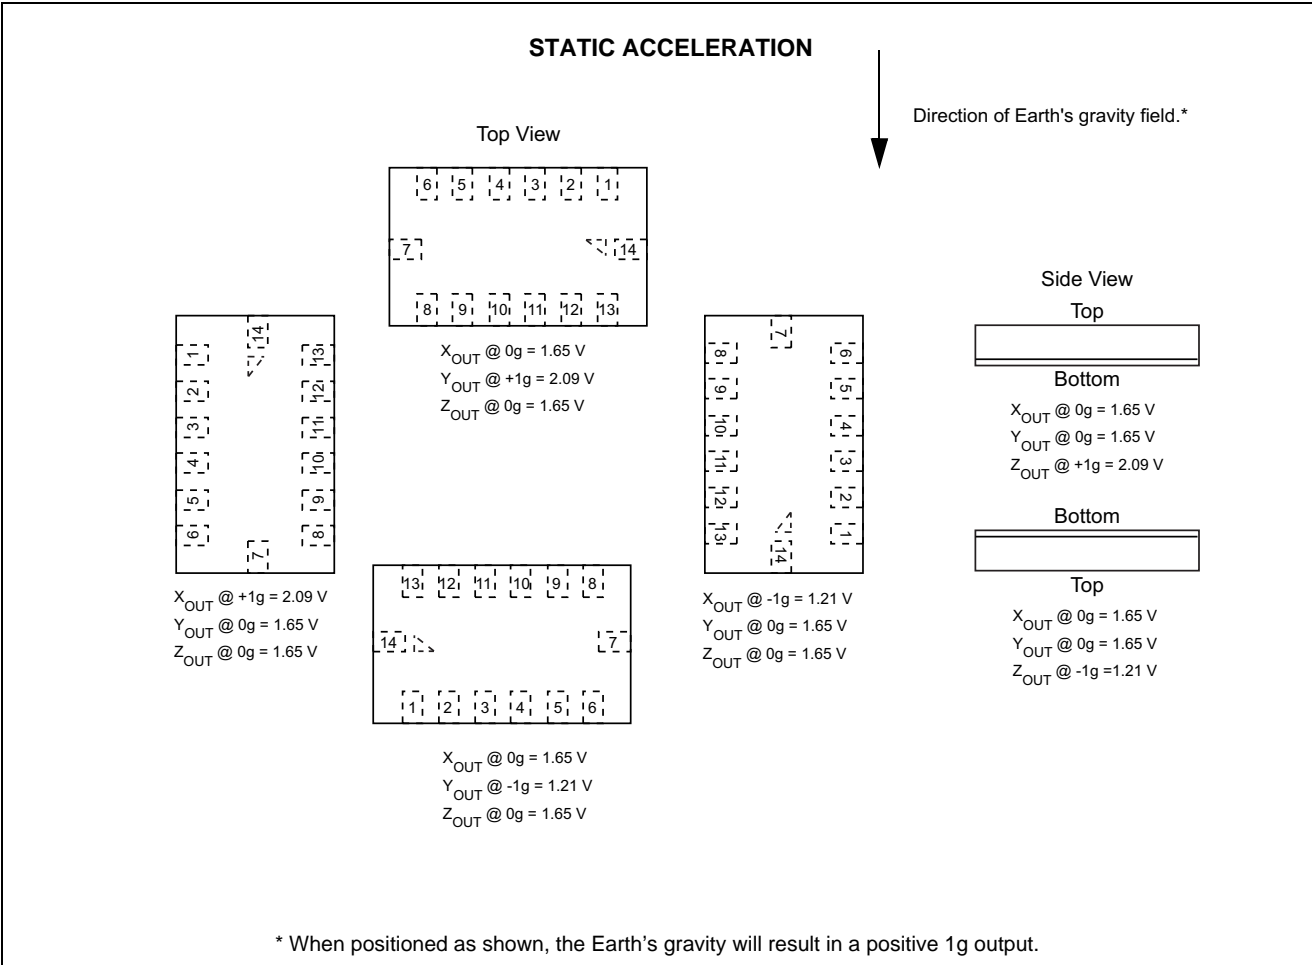 STATIC ACCELERATION
Direction of Earth's gravity field.*
Top View
6 5 4 3 2 1
7 14
8 9 10 11 12 13
X_OUT @ 0g = 1.65 V
Y_OUT @ +1g = 2.09 V
Z_OUT @ 0g = 1.65 V
14
1 13
2 12
3 11
4 10
5 9
6 8
7
X_OUT @ +1g = 2.09 V
Y_OUT @ 0g = 1.65 V
Z_OUT @ 0g = 1.65 V
13 12 11 10 9 8
14 7
1 2 3 4 5 6
X_OUT @ 0g = 1.65 V
Y_OUT @ -1g = 1.21 V
Z_OUT @ 0g = 1.65 V
7
8 6
9 5
10 4
11 3
12 2
13 1
14
X_OUT @ -1g = 1.21 V
Y_OUT @ 0g = 1.65 V
Z_OUT @ 0g = 1.65 V
Side View
Top
Bottom
X_OUT @ 0g = 1.65 V
Y_OUT @ 0g = 1.65 V
Z_OUT @ +1g = 2.09 V
Bottom
Top
X_OUT @ 0g = 1.65 V
Y_OUT @ 0g = 1.65 V
Z_OUT @ -1g =1.21 V
* When positioned as shown, the Earth’s gravity will result in a positive 1g output.